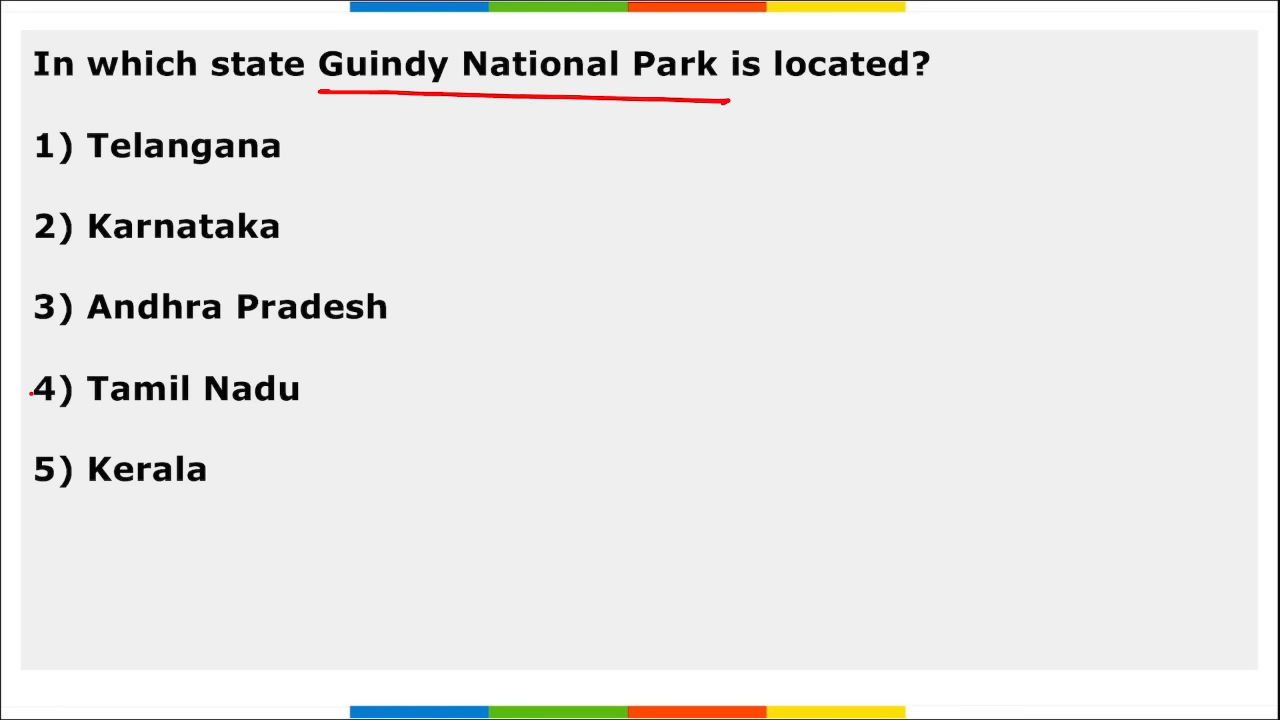 In which state Guindy National Park is located?
1) Telangana
2) Karnataka
3) Andhra Pradesh
4) Tamil Nadu
5) Kerala